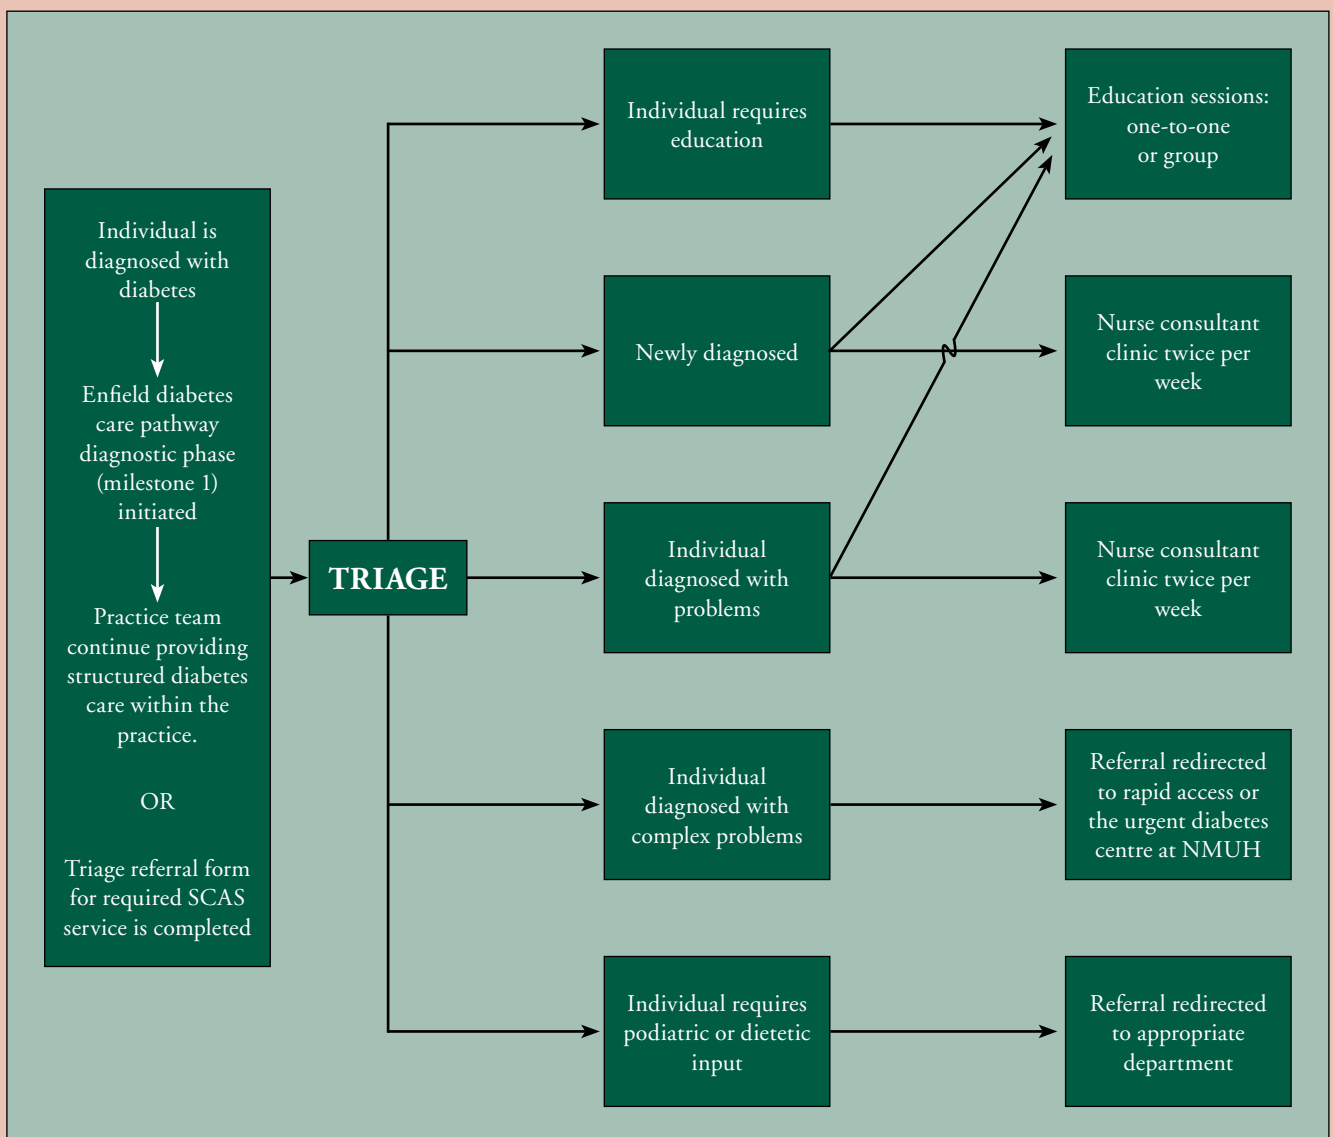 Individual is
diagnosed with
diabetes
Enfield diabetes
care pathway
diagnostic phase
(milestone 1)
initiated
Practice team
continue providing
structured diabetes
care within the
practice.
OR
Triage referral form
for required SCAS
service is completed
TRIAGE
Individual requires
education
Education sessions:
one-to-one
or group
Newly diagnosed
Nurse consultant
clinic twice per
week
Individual
diagnosed with
problems
Nurse consultant
clinic twice per
week
Individual
diagnosed with
complex problems
Referral redirected
to rapid access or
the urgent diabetes
centre at NMUH
Individual requires
podiatric or dietetic
input
Referral redirected
to appropriate
department